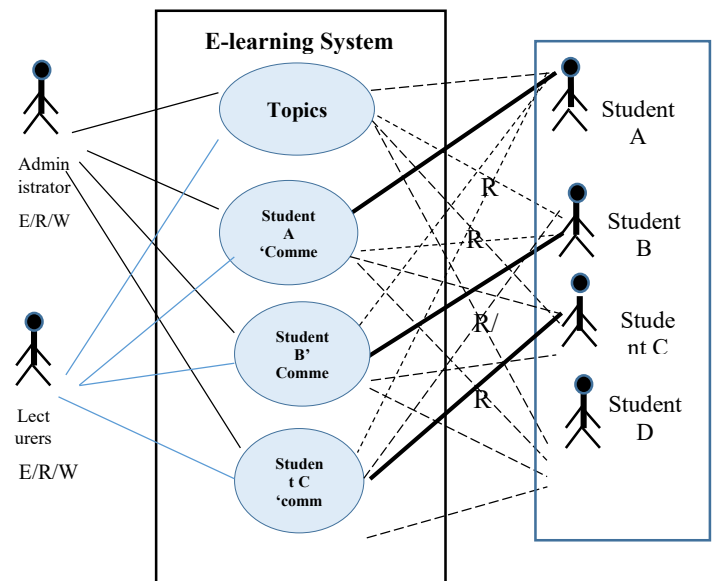 E-learning System
Topics
Student
A
‘Comme
Student
B’
Comme
Studen
t C
‘comm
Admin
istrator
E/R/W
Lect
urers
E/R/W
R
R
R/
R
Student
A
Student
B
Stude
nt C
Student
D